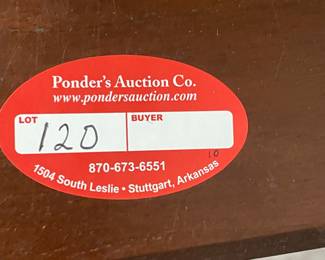 Ponder's Auction Co.
www.pondersauction.com
LOT BUYER
120
10
870-673-6551
1504 South Leslie • Stuttgart, Arkansas